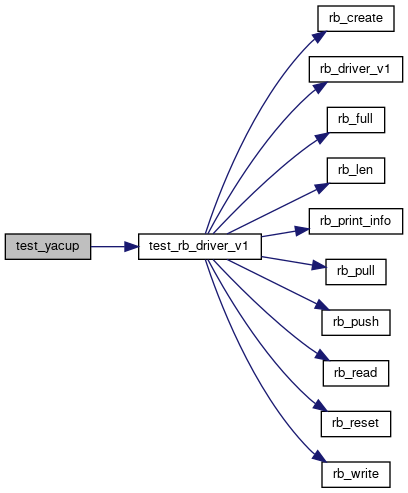 test_yacup
test_rb_driver_v1
rb_create
rb_driver_v1
rb_full
rb_len
rb_print_info
rb_pull
rb_push
rb_read
rb_reset
rb_write